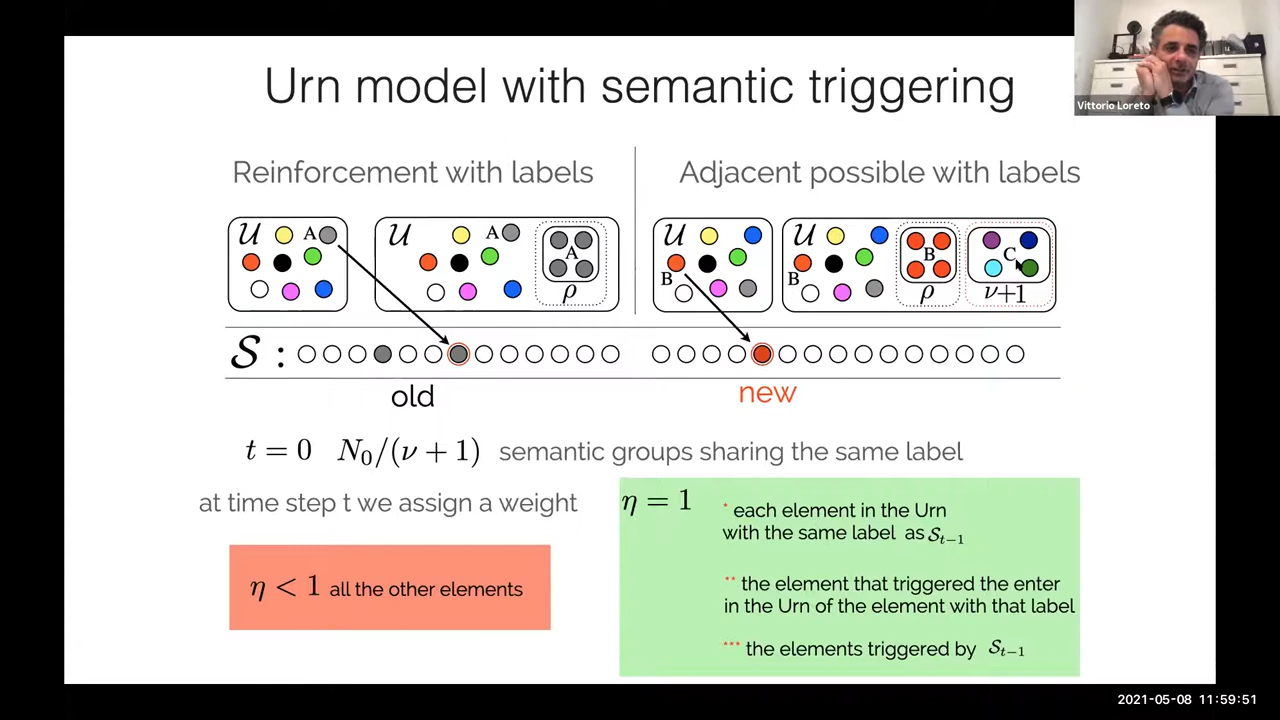 Urn model with semantic triggering
Vittorio Loreto
Reinforcement with labels
Adjacent possible with labels
𝒰 A
𝒰 A A ρ
𝒰 B
𝒰 B B ρ C ν+1
𝒮 :
old
new
t = 0 N₀/(ν + 1) semantic groups sharing the same label
at time step t we assign a weight
η = 1
* each element in the Urn
with the same label as 𝒮ₜ₋₁
** the element that triggered the enter
in the Urn of the element with that label
*** the elements triggered by 𝒮ₜ₋₁
η < 1 all the other elements
2021-05-08 11:59:51